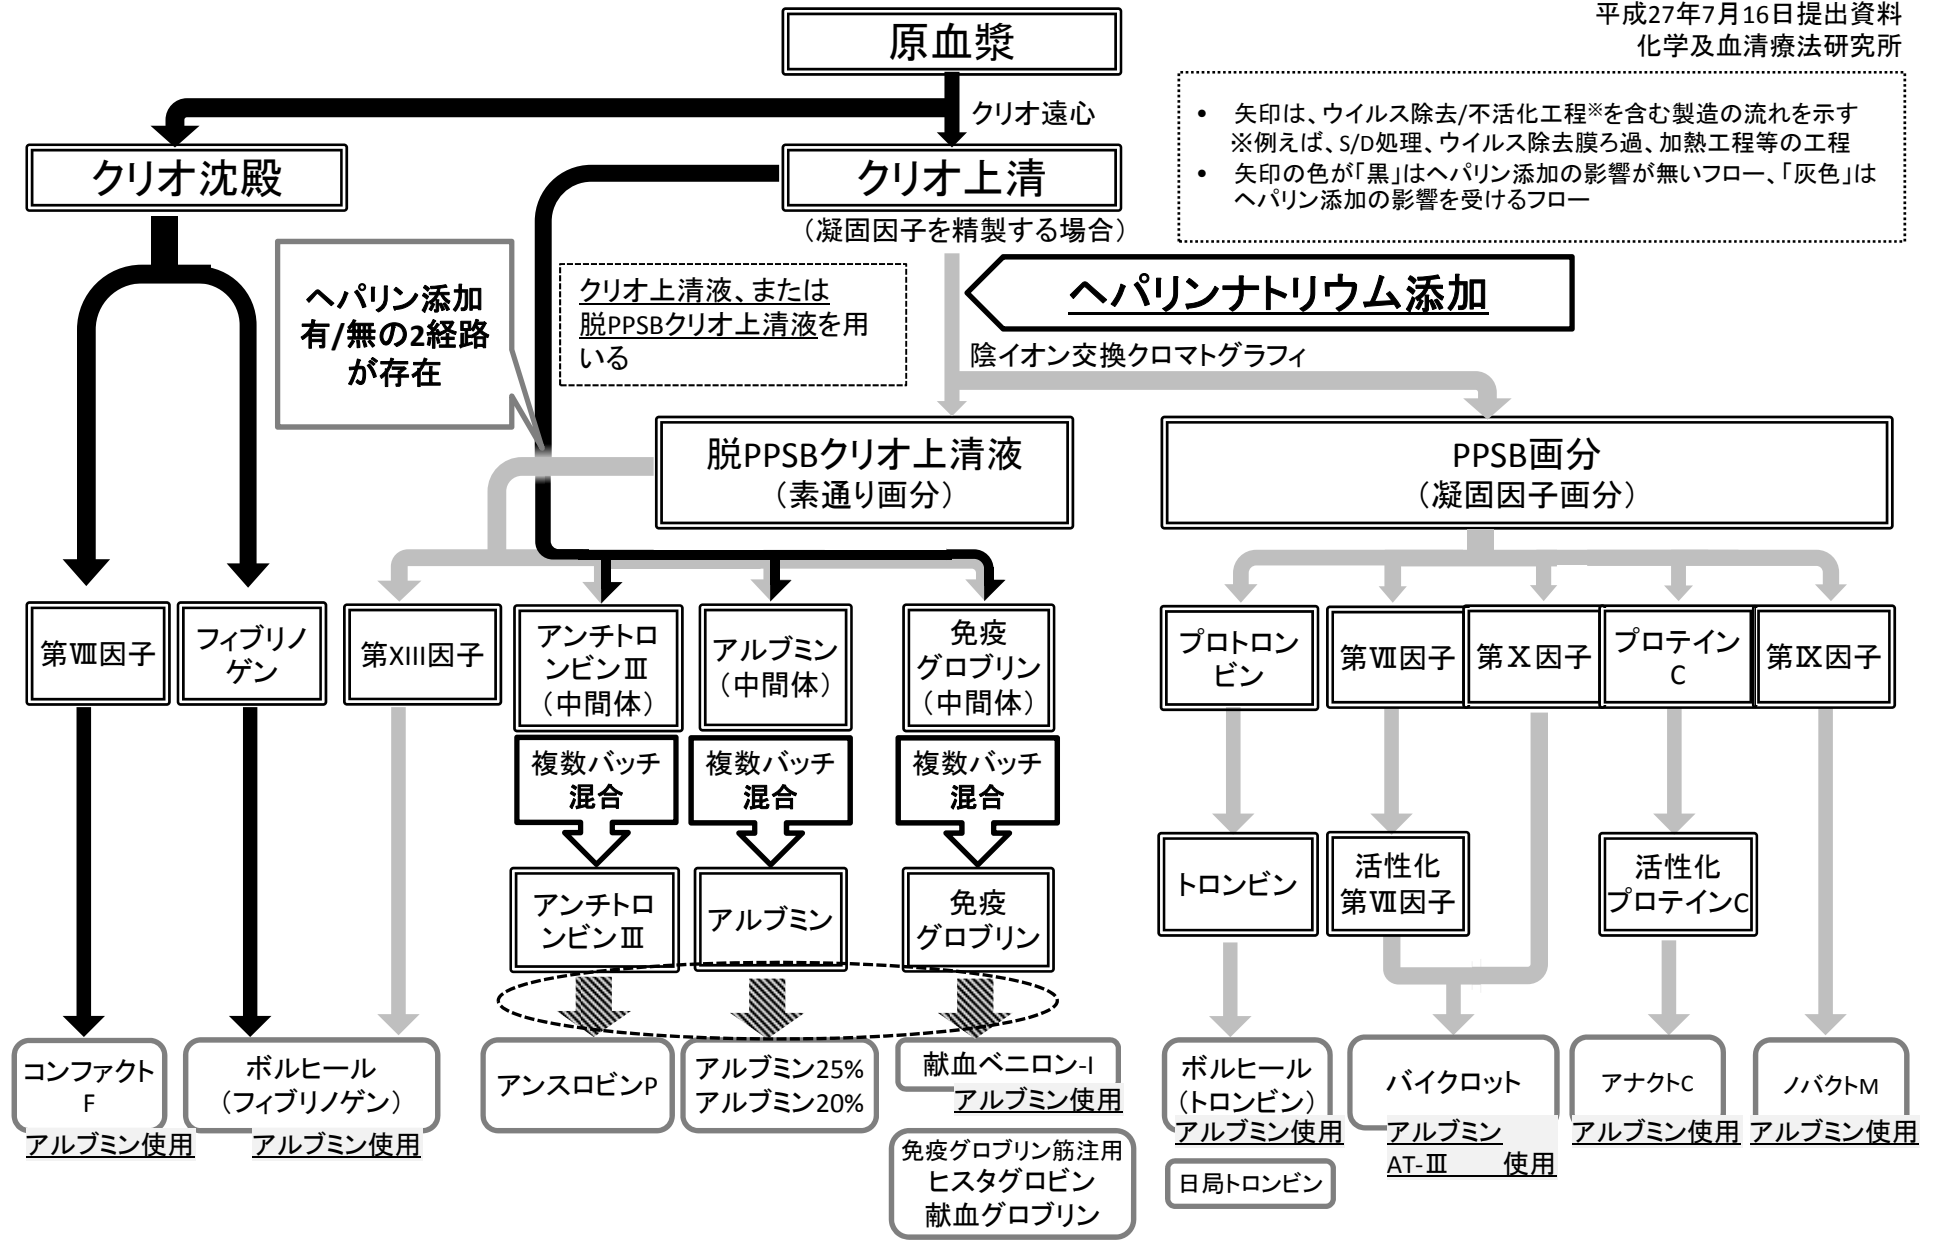 平成27年7月16日提出資料
化学及血清療法研究所
原血漿
クリオ遠心
• 矢印は、ウイルス除去/不活化工程※を含む製造の流れを示す
※例えば、S/D処理、ウイルス除去膜ろ過、加熱工程等の工程
• 矢印の色が「黒」はヘパリン添加の影響が無いフロー、「灰色」は
ヘパリン添加の影響を受けるフロー
クリオ沈殿
クリオ上清
（凝固因子を精製する場合）
ヘパリン添加
有/無の2経路
が存在
クリオ上清液、または
脱PPSBクリオ上清液を用
いる
ヘパリンナトリウム添加
陰イオン交換クロマトグラフィ
脱PPSBクリオ上清液
（素通り画分）
PPSB画分
（凝固因子画分）
第Ⅷ因子
フィブリノ
ゲン
第XIII因子
アンチトロ
ンビンⅢ
（中間体）
アルブミン
（中間体）
免疫
グロブリン
（中間体）
プロトロン
ビン
第Ⅶ因子
第Ⅹ因子
プロテイン
C
第Ⅸ因子
複数バッチ
混合
複数バッチ
混合
複数バッチ
混合
アンチトロ
ンビンⅢ
アルブミン
免疫
グロブリン
トロンビン
活性化
第Ⅶ因子
活性化
プロテインC
コンファクト
F
アルブミン使用
ボルヒール
（フィブリノゲン）
アルブミン使用
アンスロビンP
アルブミン25%
アルブミン20%
献血ベニロン-I
アルブミン使用
免疫グロブリン筋注用
ヒスタグロビン
献血グロブリン
ボルヒール
（トロンビン）
アルブミン使用
日局トロンビン
バイクロット
アルブミン
AT-Ⅲ 使用
アナクトC
アルブミン使用
ノバクトM
アルブミン使用